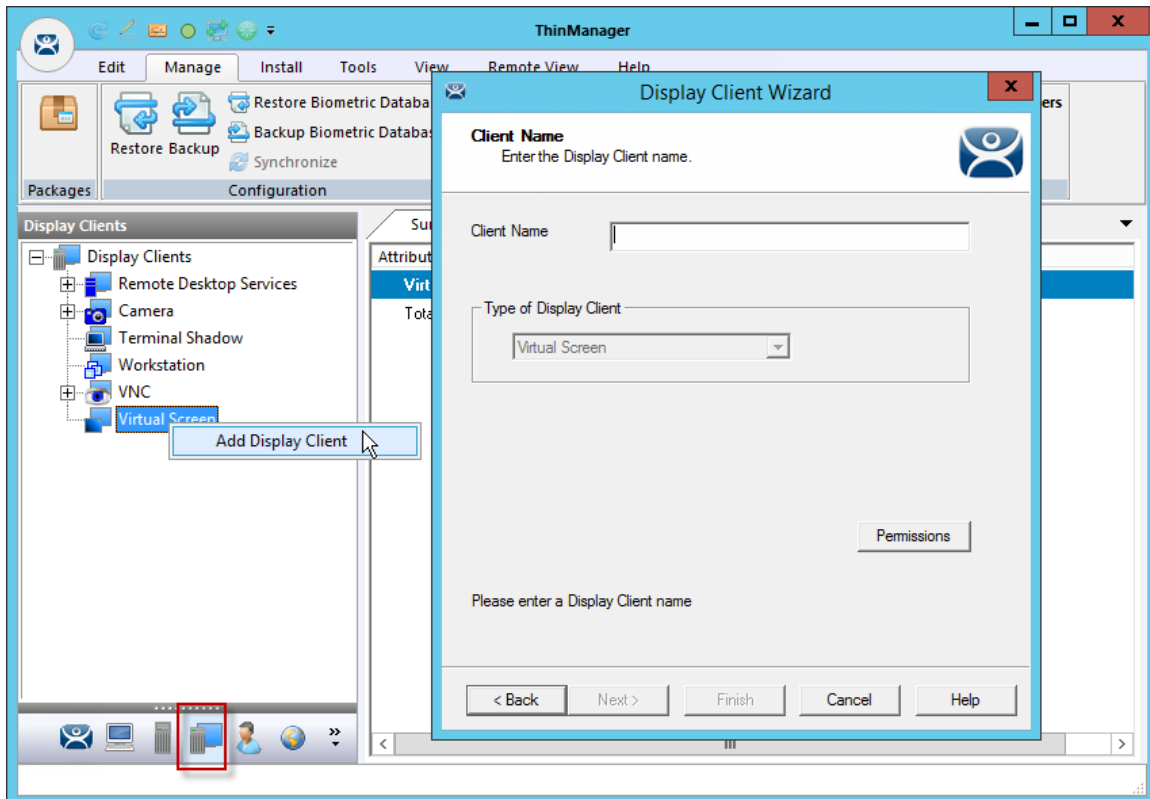 ThinManager
Edit Manage Install Tools View Remote View Help
Restore Biometric Databa
Backup Biometric Databas
Synchronize
Restore Backup
Packages
Configuration
ers
Display Clients
Display Clients
Remote Desktop Services
Camera
Terminal Shadow
Workstation
VNC
Virtual Screen
Add Display Client
Su
Attribut
Virt
Tota
Display Client Wizard
Client Name
Enter the Display Client name.
Client Name
Type of Display Client
Virtual Screen
Permissions
Please enter a Display Client name
< Back Next > Finish Cancel Help